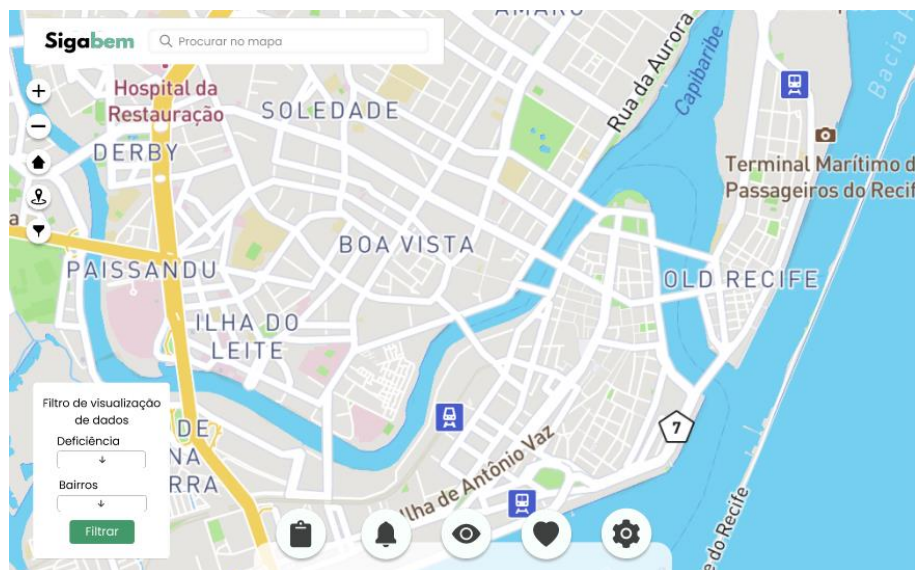 AMARO
Sigabem
Procurar no mapa
Rua da Aurora
Capibaribe
Bacia
Hospital da
Restauração
SOLEDADE
DERBY
Terminal Marítimo d
Passageiros do Recif
a
BOA VISTA
PAISSANDU
OLD RECIFE
ILHA DO
LEITE
Filtro de visualização
de dados
Deficiência
Bairros
Filtrar
DE
NA
RRA
7
Ilha de Antônio Vaz
e do Recife